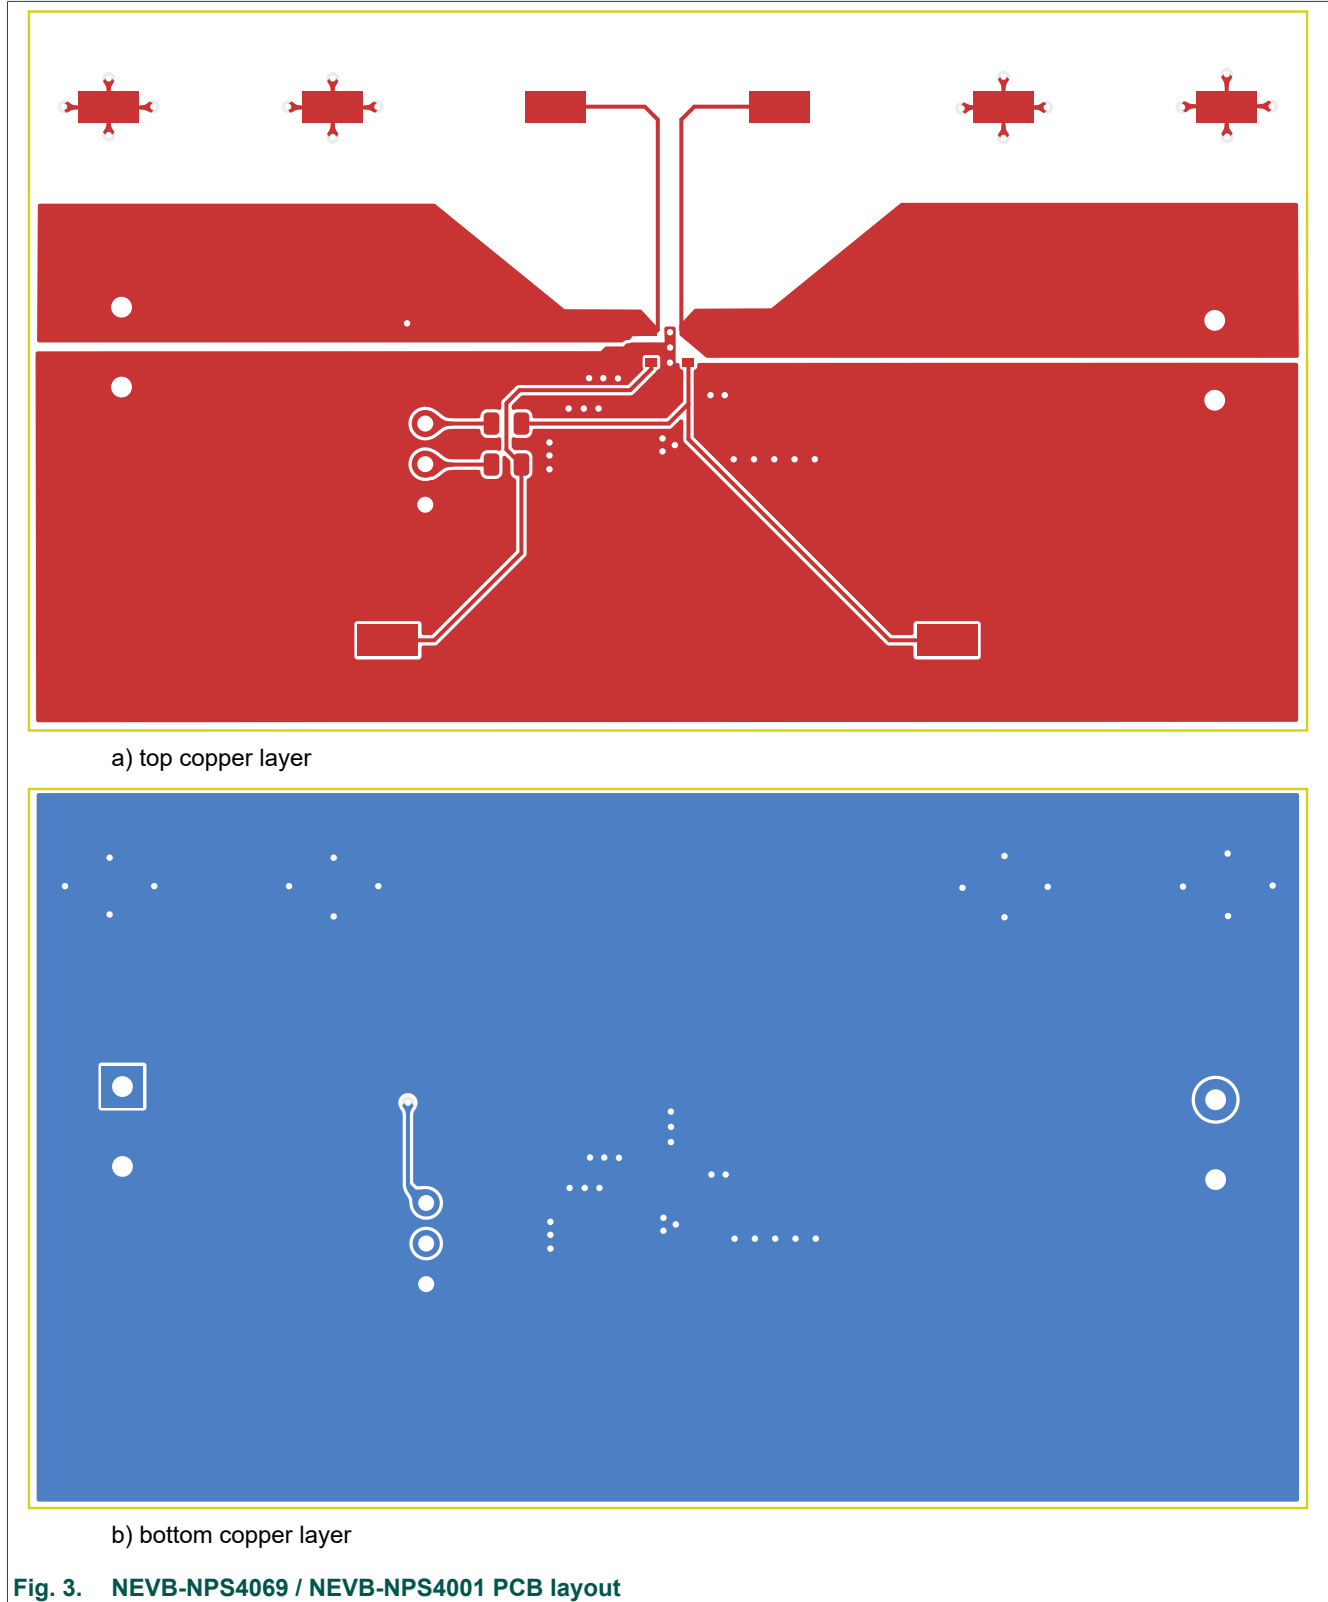 a) top copper layer
b) bottom copper layer
Fig. 3. NEVB-NPS4069 / NEVB-NPS4001 PCB layout